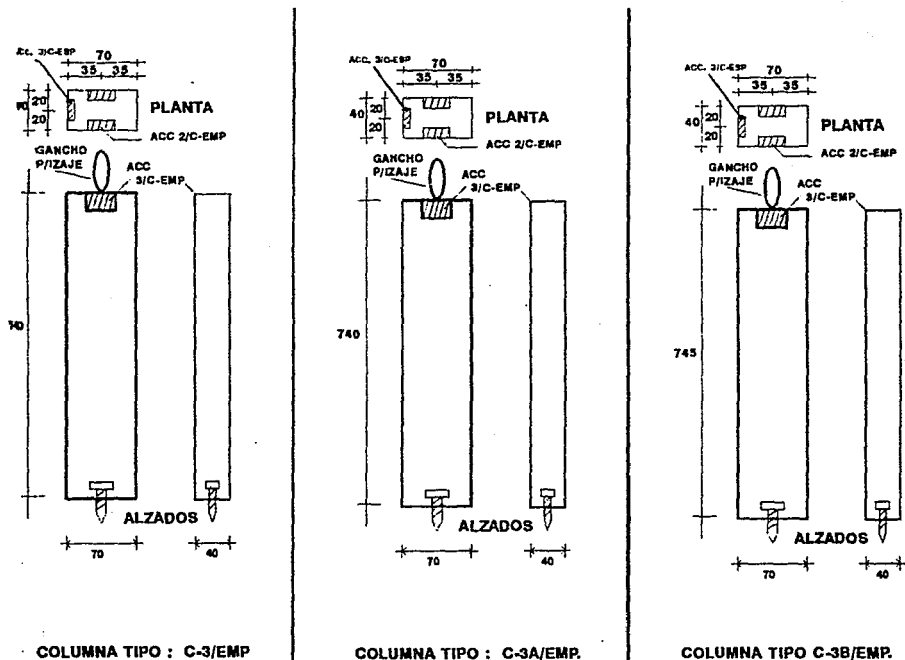 ACC. 3/C-ESP
70
35 35
20
20
PLANTA
ACC 2/C-EMP
GANCHO
P/IZAJE
ACC
3/C-EMP
ALZADOS
70
40
COLUMNA TIPO : C-3/EMP
ACC. 3/C-ESP
70
35 35
40
20
20
PLANTA
ACC 2/C-EMP
GANCHO
P/IZAJE
ACC
3/C-EMP
740
ALZADOS
70
40
COLUMNA TIPO : C-3A/EMP.
ACC. 3/C-ESP
70
35 35
40
20
20
PLANTA
ACC 2/C-EMP
GANCHO
P/IZAJE
ACC
3/C-EMP
745
ALZADOS
70
40
COLUMNA TIPO C-3B/EMP.